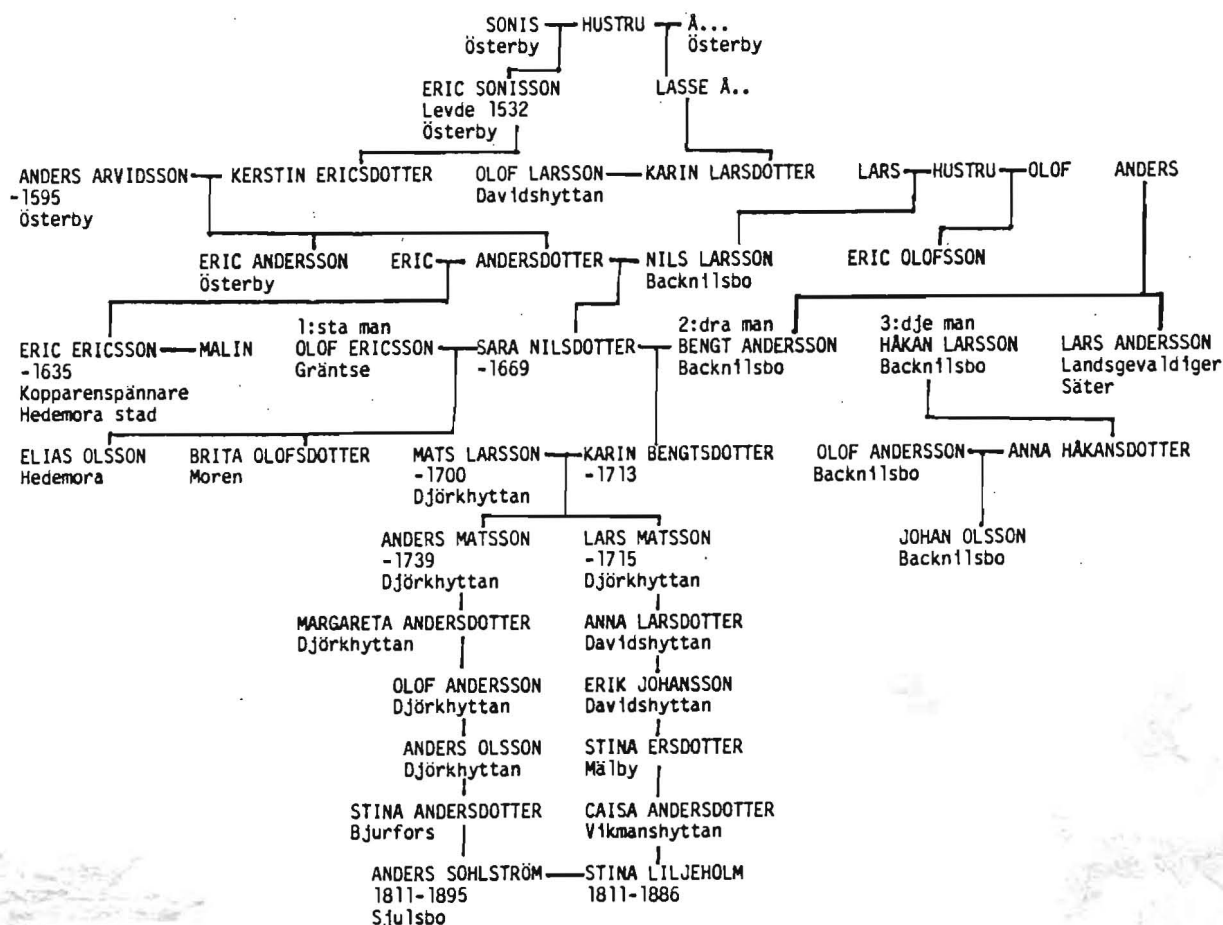 SONIS HUSTRU Å...
Österby Österby
ERIC SONISSON LASSE Å..
Levde 1532
Österby
ANDERS ARVIDSSON KERSTIN ERICSDOTTER OLOF LARSSON KARIN LARSDOTTER LARS HUSTRU OLOF ANDERS
-1595 Davidshyttan
Österby
ERIC ANDERSSON ERIC ANDERSDOTTER NILS LARSSON ERIC OLOFSSON
Österby Backnilsbo
1:sta man 2:dra man 3:dje man
ERIC ERICSSON MALIN OLOF ERICSSON SARA NILSDOTTER BENGT ANDERSSON HÅKAN LARSSON LARS ANDERSSON
-1635 Gräntse -1669 Backnilsbo Backnilsbo Landsgevaldiger
Kopparenspännare Säter
Hedemora stad
ELIAS OLSSON BRITA OLOFSDOTTER MATS LARSSON KARIN BENGTSDOTTER OLOF ANDERSSON ANNA HÅKANSDOTTER
Hedemora Moren -1700 -1713 Backnilsbo
Djörkhyttan
ANDERS MATSSON LARS MATSSON JOHAN OLSSON
-1739 -1715 Backnilsbo
Djörkhyttan Djörkhyttan
MARGARETA ANDERSDOTTER ANNA LARSDOTTER
Djörkhyttan Davidshyttan
OLOF ANDERSSON ERIK JOHANSSON
Djörkhyttan Davidshyttan
ANDERS OLSSON STINA ERSDOTTER
Djörkhyttan Mälby
STINA ANDERSDOTTER CAISA ANDERSDOTTER
Bjurfors Vikmanshyttan
ANDERS SOHLSTRÖM STINA LILJEHOLM
1811-1895 1811-1886
Sjulsbo